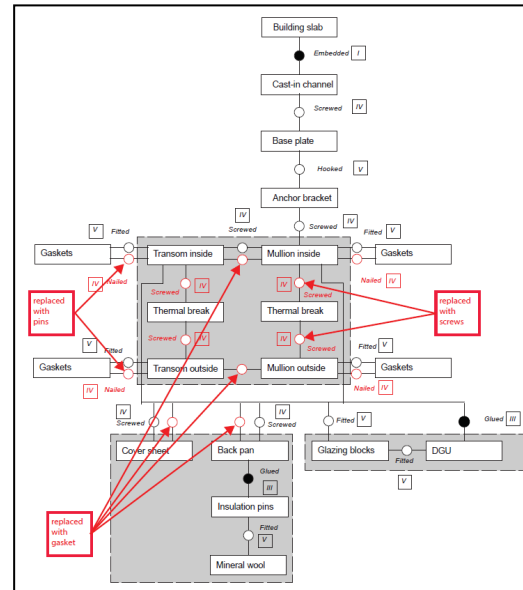 Building slab
Embedded I
Cast-in channel
Screwed IV
Base plate
Hooked V
Anchor bracket
IV
Screwed
Screwed IV
V Fitted
Fitted V
Gaskets
Transom inside
Mullion inside
Gaskets
IV Nailed
Nailed IV
Screwed IV
IV Screwed
replaced
with
pins
Thermal break
Thermal break
replaced
with
screws
Screwed IV
IV Screwed
V Fitted
Fitted V
Gaskets
Transom outside
Mullion outside
Gaskets
IV Nailed
Nailed IV
IV
Screwed
IV
Screwed
Fitted V
Glued III
Cover sheet
Back pan
Glazing blocks
Fitted
V
DGU
Glued
III
replaced
with
gasket
Insulation pins
Fitted
V
Mineral wool